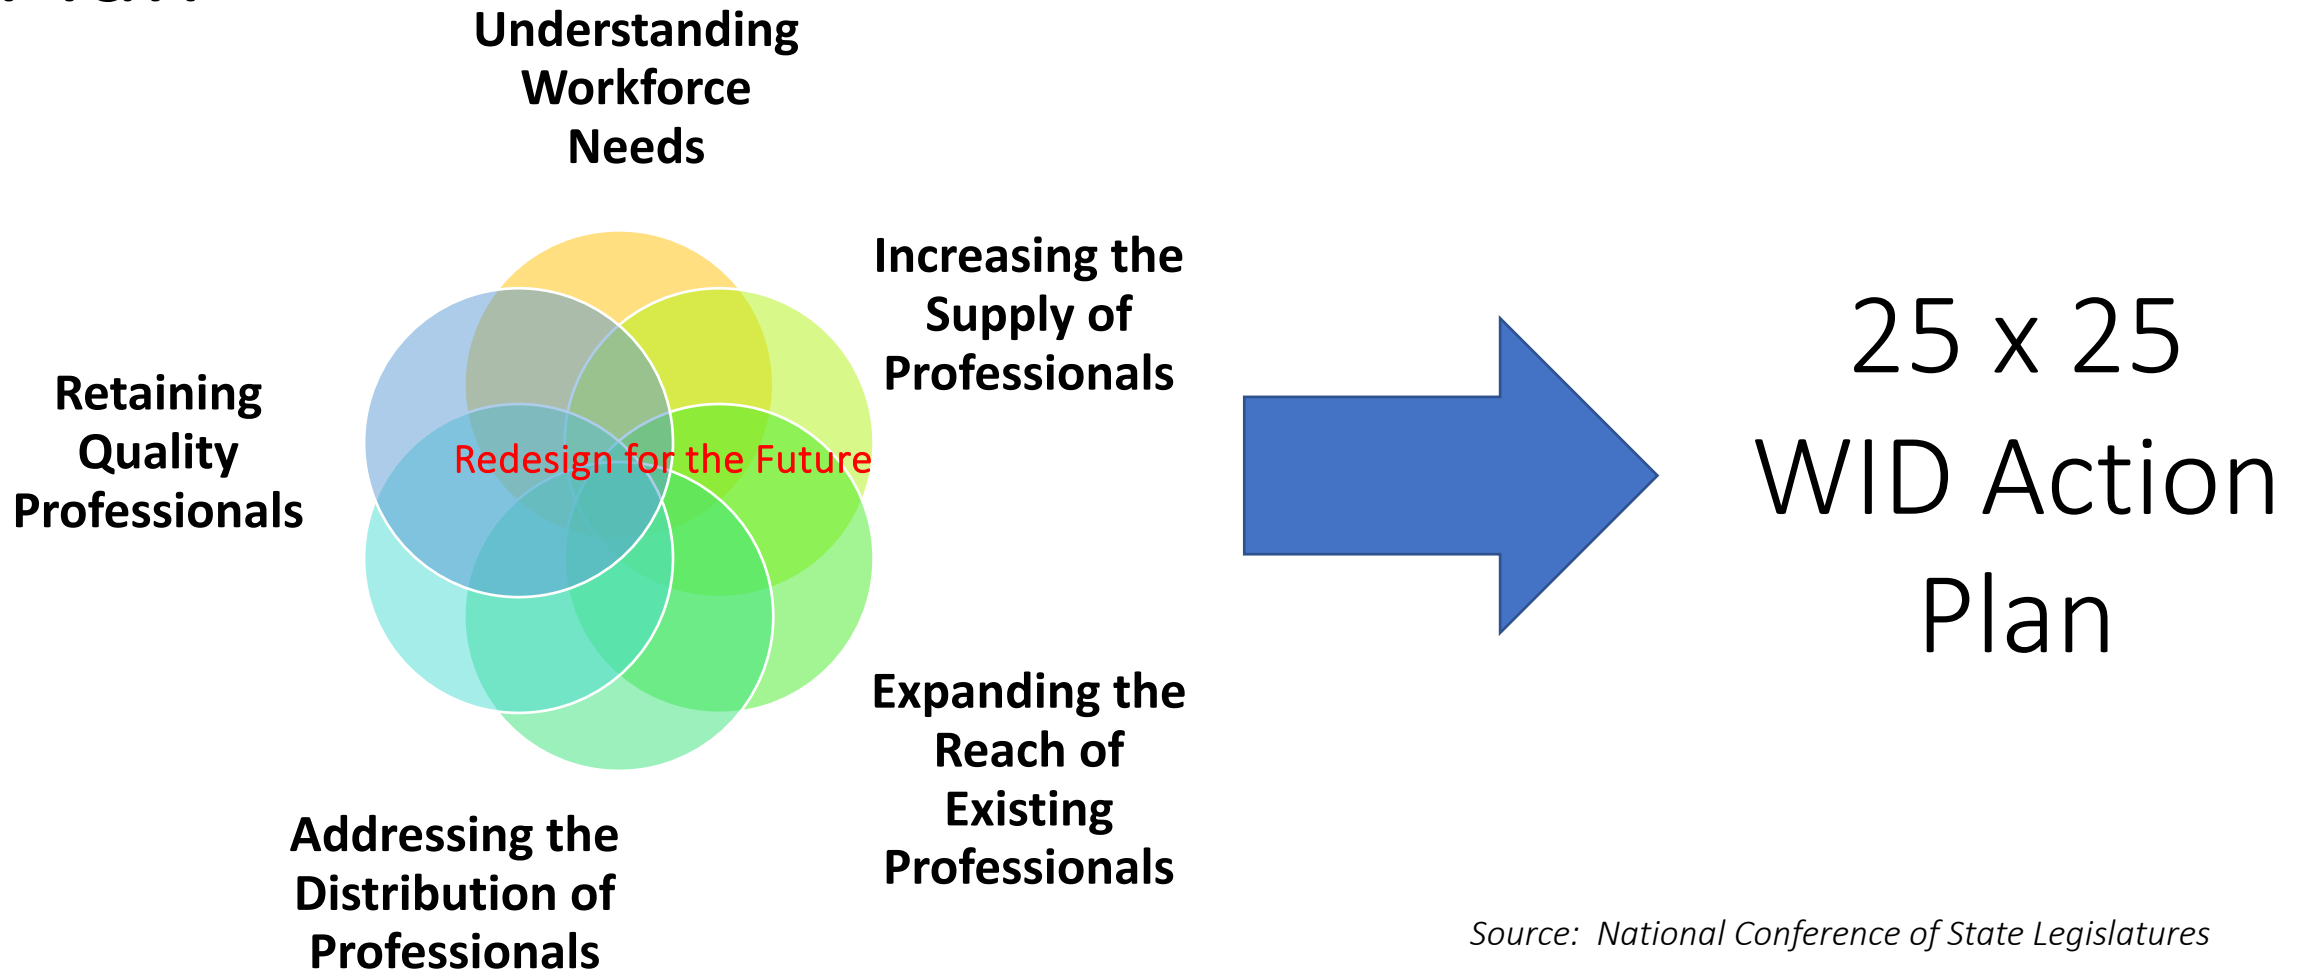 Understanding
Workforce
Needs
Increasing the
Supply of
Professionals
Retaining
Quality
Professionals
Redesign for the Future
Expanding the
Reach of
Existing
Professionals
Addressing the
Distribution of
Professionals
25 x 25
WID Action
Plan
Source:  National Conference of State Legislatures